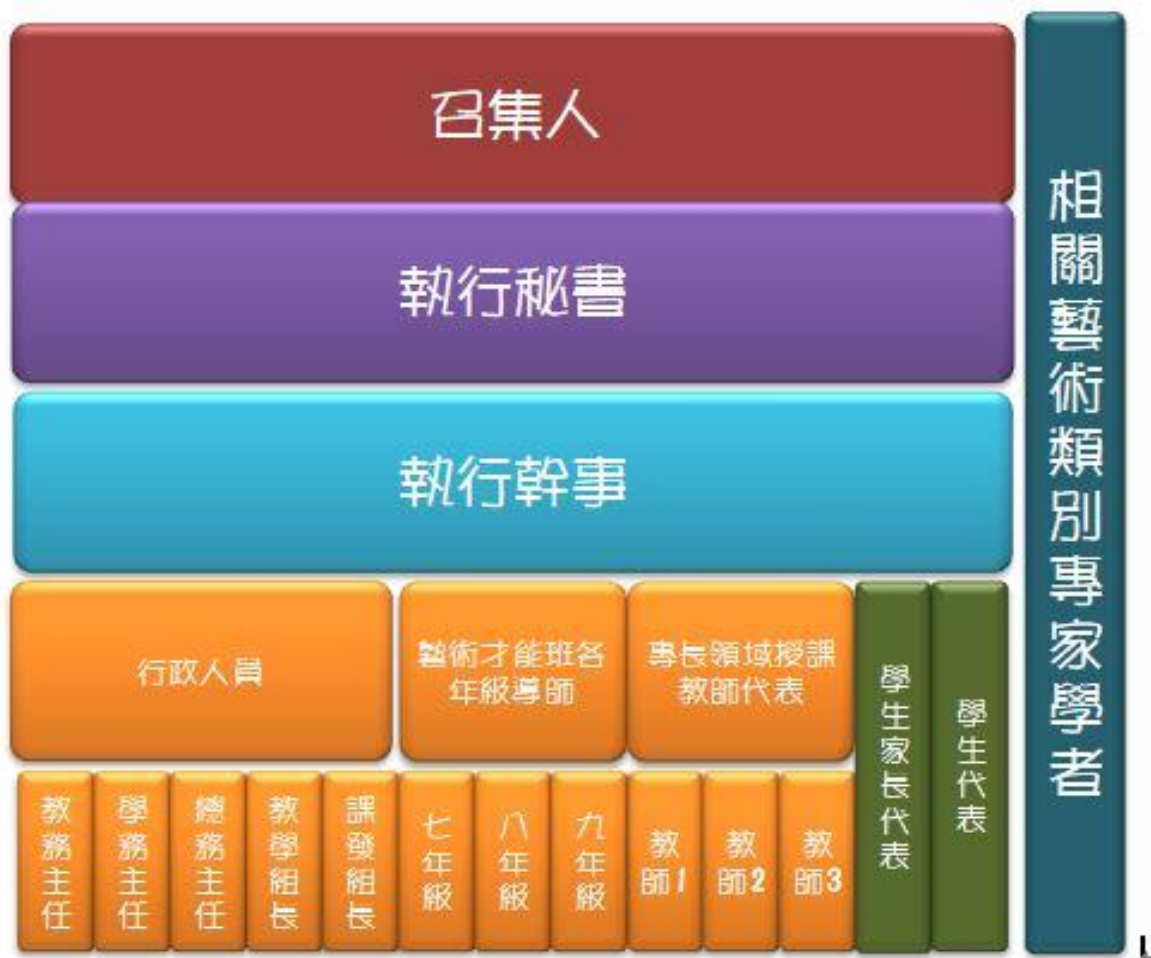 召集人
執行秘書
執行幹事
行政人員
藝術才能班各
年級導師
專長領域授課
教師代表
教務主任
學務主任
總務主任
教學組長
課發組長
七年級
八年級
九年級
教師1
教師2
教師3
學生家長代表
學生代表
相關藝術類別專家學者